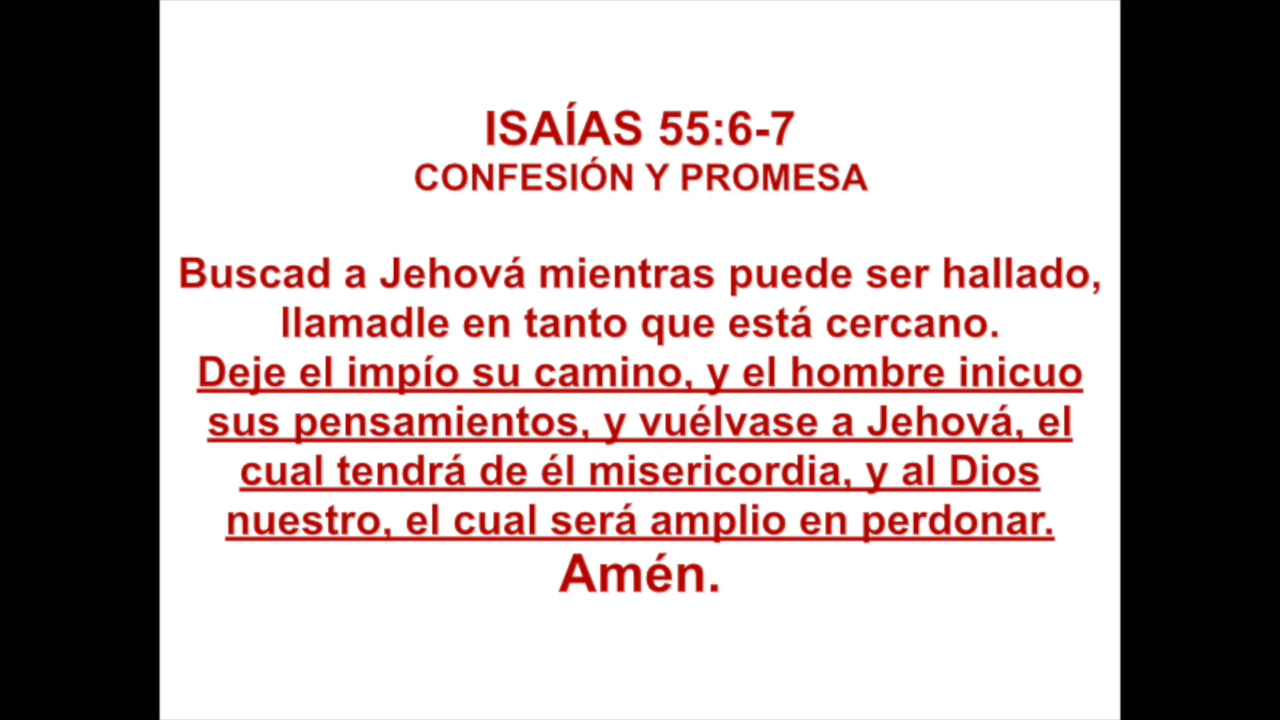 ISAÍAS 55:6-7
CONFESIÓN Y PROMESA
Buscad a Jehová mientras puede ser hallado,
llamadle en tanto que está cercano.
Deje el impío su camino, y el hombre inicuo
sus pensamientos, y vuélvase a Jehová, el
cual tendrá de él misericordia, y al Dios
nuestro, el cual será amplio en perdonar.
Amén.